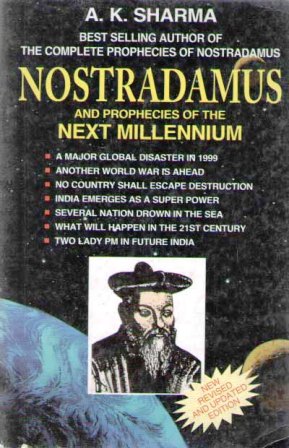 A. K. SHARMA
BEST SELLING AUTHOR OF
THE COMPLETE PROPHECIES OF NOSTRADAMUS
NOSTRADAMUS
AND PROPHECIES OF THE
NEXT MILLENNIUM
A MAJOR GLOBAL DISASTER IN 1999
ANOTHER WORLD WAR IS AHEAD
NO COUNTRY SHALL ESCAPE DESTRUCTION
INDIA EMERGES AS A SUPER POWER
SEVERAL NATION DROWN IN THE SEA
WHAT WILL HAPPEN IN THE 21ST CENTURY
TWO LADY PM IN FUTURE INDIA
NEW
REVISED
AND UPDATED
EDITION